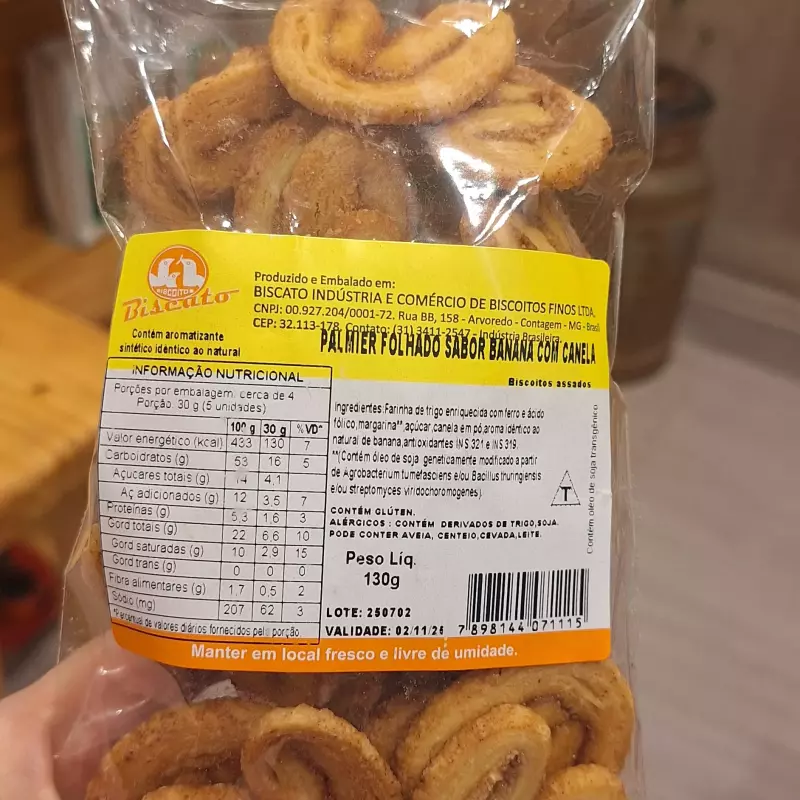 BISCOITO
Biscato
Produzido e Embalado em:
BISCATO INDÚSTRIA E COMÉRCIO DE BISCOITOS FINOS LTDA.
CNPJ: 00.927.204/0001-72, Rua BB, 158 - Arvoredo - Contagem - MG - Brasil
CEP: 32.113-178, Contato: (31) 3411-2547 - Indústria Brasileira
Contém aromatizante
sintético idêntico ao natural
PALMIER FOLHADO SABOR BANANA COM CANELA
Biscoitos assados
INFORMAÇÃO NUTRICIONAL
Porções por embalagem: cerca de 4
Porção: 30 g (5 unidades)
100 g 30 g %VD*
Valor energético (kcal) 433 130 7
Carboidratos (g) 53 16 5
Açucares totais (g) 14 4,1
Aç adicionados (g) 12 3,5 7
Proteínas (g) 5,3 1,6 3
Gord totais (g) 22 6,6 10
Gord saturadas (g) 10 2,9 15
Gord trans (g) 0 0 0
Fibra alimentares (g) 1,7 0,5 2
Sódio (mg) 207 62 3
*Percentual de valores diários fornecidos pela porção.
Ingredientes:Farinha de trigo enriquecida com ferro e ácido
fólico,margarina**,açúcar,canela em pó,aroma idêntico ao
natural de banana,antioxidantes INS 321 e INS 319.
**(Contém óleo de soja geneticamente modificado a partir
de Agrobacterium tumefasciens e/ou Bacillus thuringiensis
e/ou streptomyces viridochoromogenes)
T
Contém óleo de soja transgênico
CONTÉM GLÚTEN.
ALÉRGICOS : CONTÉM DERIVADOS DE TRIGO,SOJA.
PODE CONTER AVEIA, CENTEIO,CEVADA,LEITE.
Peso Líq.
130g
LOTE: 250702
VALIDADE: 02/11/25
7 898144 071115
Manter em local fresco e livre de umidade.